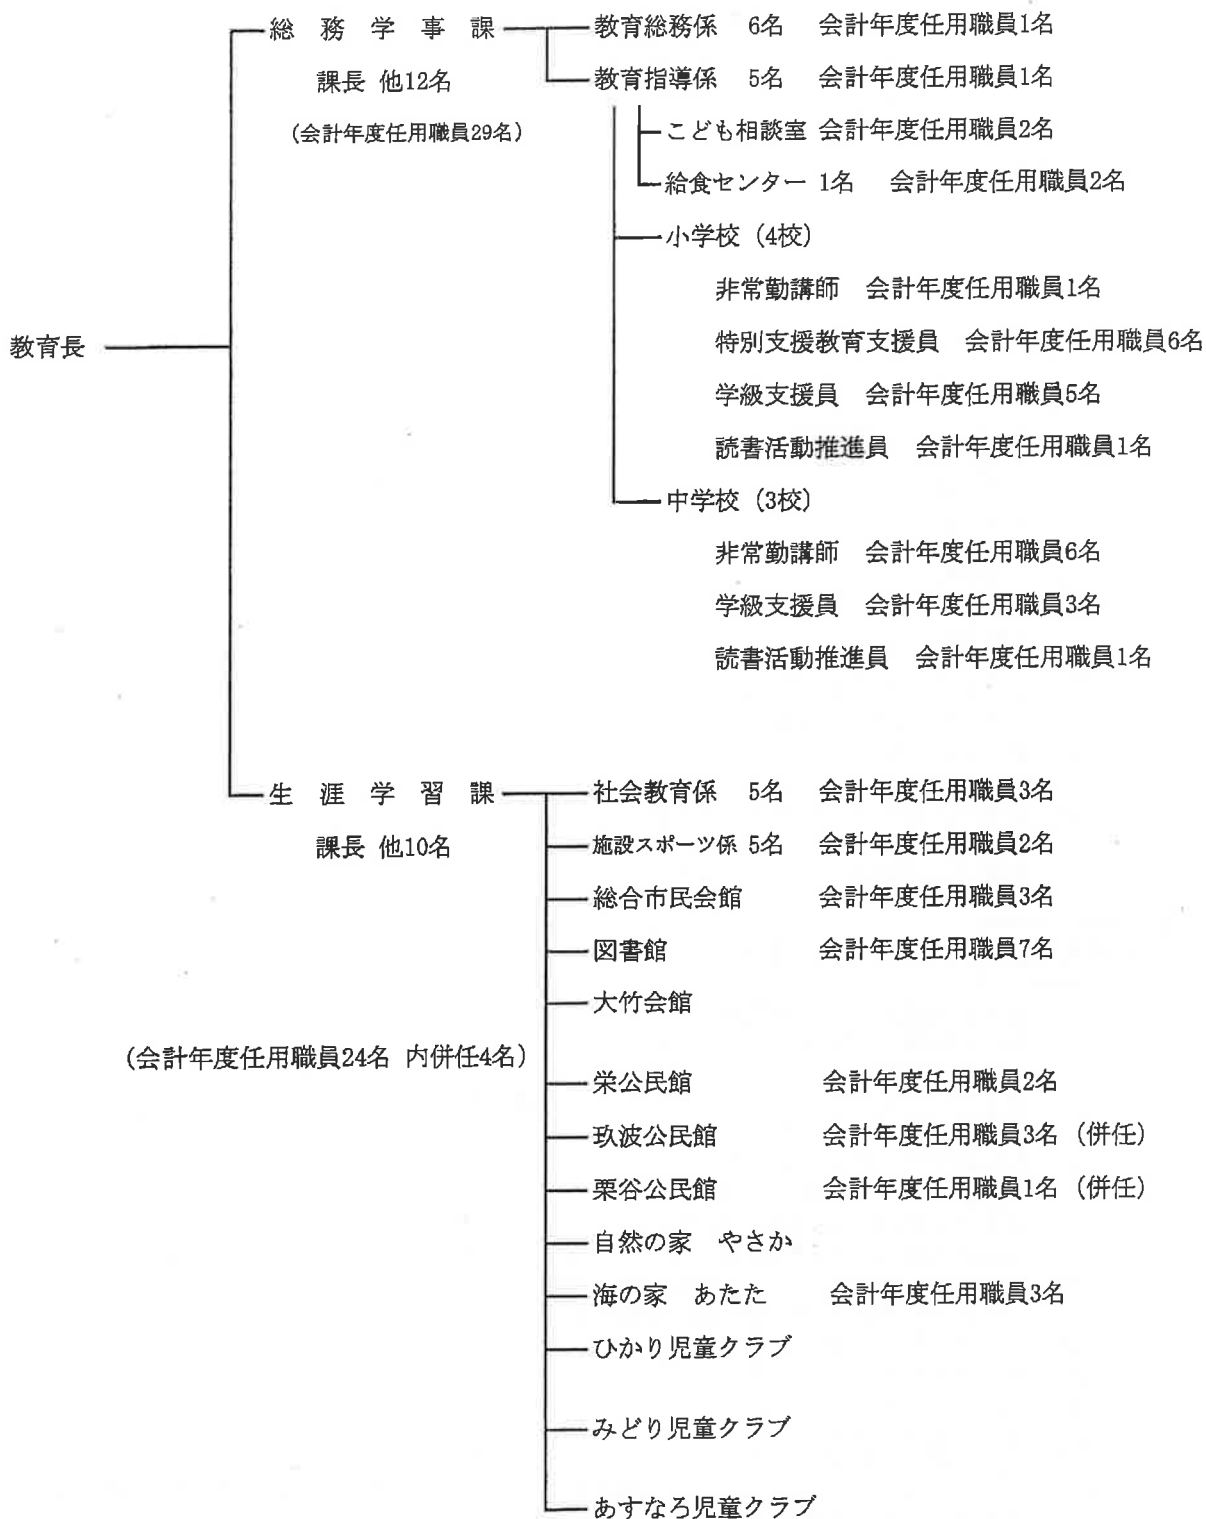 総務学事課 教育総務係 6名 会計年度任用職員1名
課長 他12名 教育指導係 5名 会計年度任用職員1名
(会計年度任用職員29名) こども相談室 会計年度任用職員2名
給食センター 1名 会計年度任用職員2名
小学校 (4校)
非常勤講師 会計年度任用職員1名
教育長 特別支援教育支援員 会計年度任用職員6名
学級支援員 会計年度任用職員5名
読書活動推進員 会計年度任用職員1名
中学校 (3校)
非常勤講師 会計年度任用職員6名
学級支援員 会計年度任用職員3名
読書活動推進員 会計年度任用職員1名
生涯学習課 社会教育係 5名 会計年度任用職員3名
課長 他10名 施設スポーツ係 5名 会計年度任用職員2名
総合市民会館 会計年度任用職員3名
図書館 会計年度任用職員7名
大竹会館
(会計年度任用職員24名 内併任4名)
栄公民館 会計年度任用職員2名
玖波公民館 会計年度任用職員3名 (併任)
栗谷公民館 会計年度任用職員1名 (併任)
自然の家 やさか
海の家 あたた 会計年度任用職員3名
ひかり児童クラブ
みどり児童クラブ
あすなろ児童クラブ